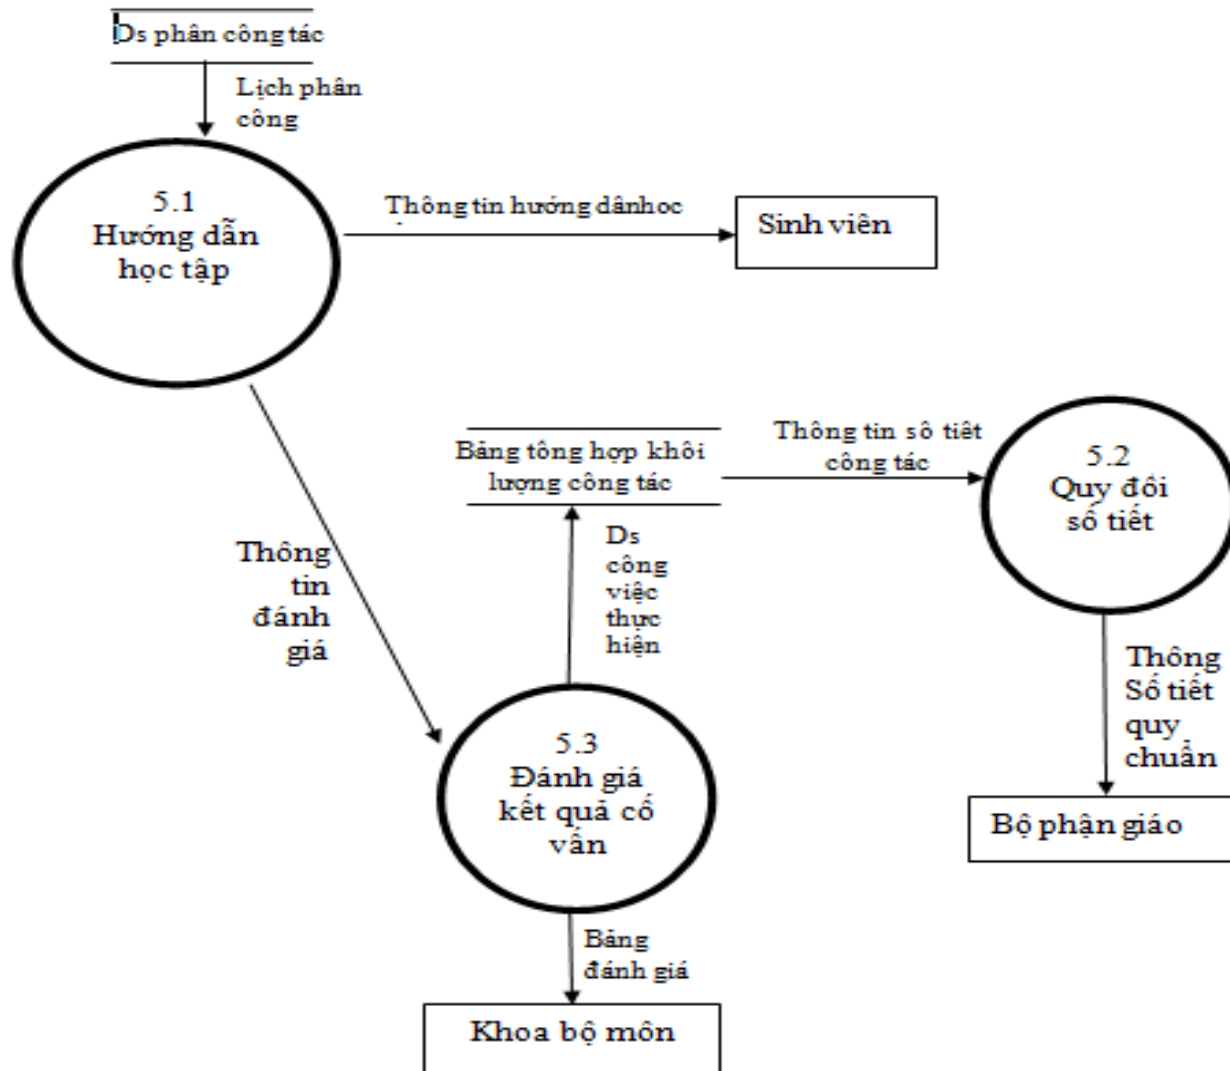 Ds phân công tác
Lịch phân
công
5.1
Hướng dẫn
học tập
Thông tin hướng dânhoc
Sinh viên
Bảng tông hợp khôi
lượng công tác
Thông tin sô tiêt
công tác
5.2
Quy đổi
số tiết
Thông
tin
đánh
giá
Ds
công
việc
thực
hiện
Thông
Số tiết
quy
chuẩn
5.3
Đánh giá
kết quả cố
vấn
Bộ phận giáo
Bảng
đánh giá
Khoa bộ môn